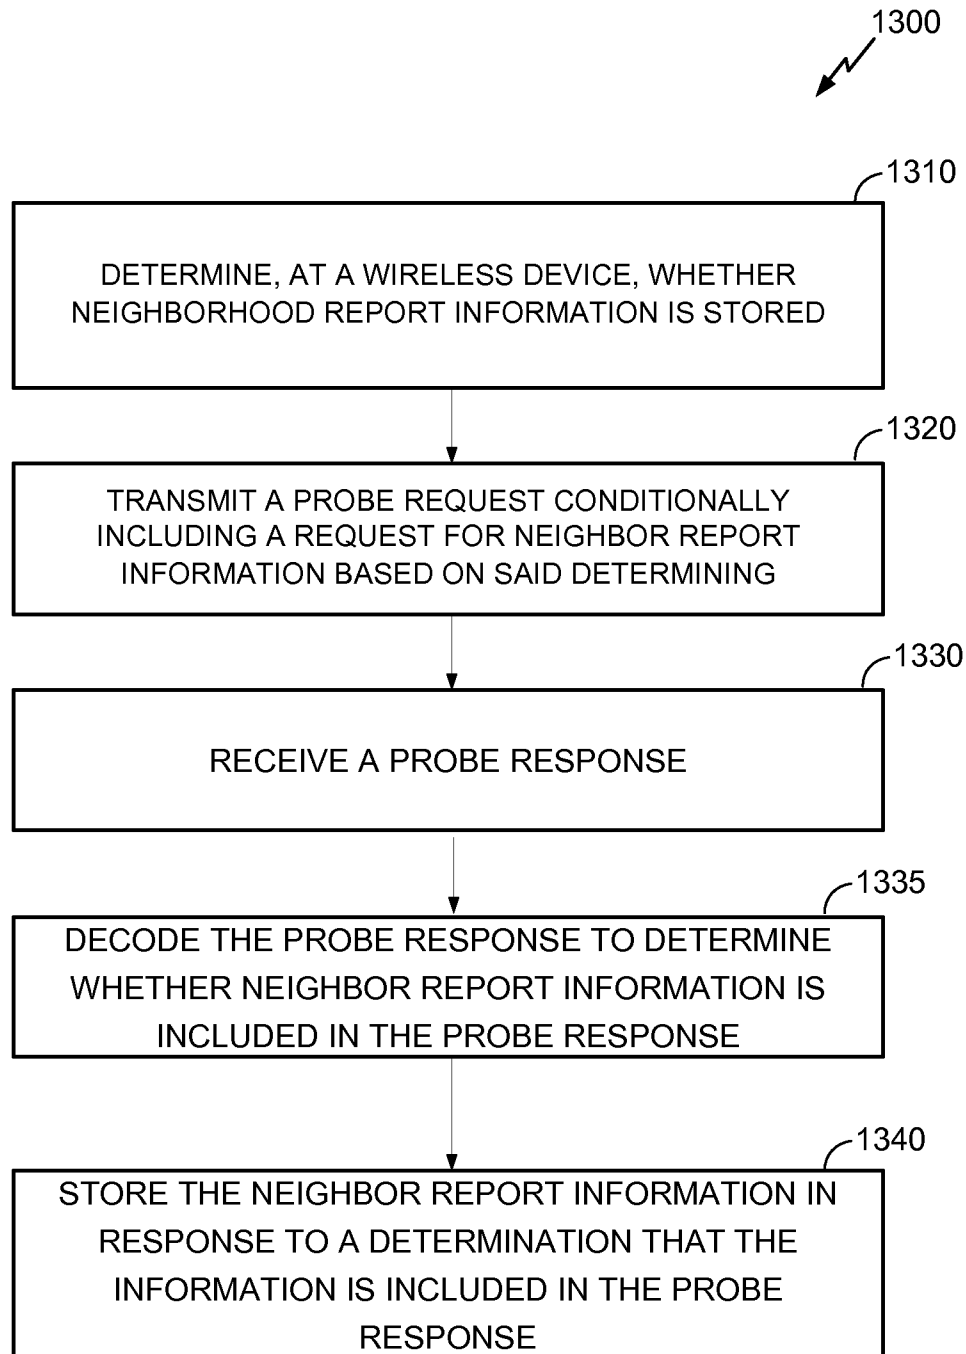 1300
1310
DETERMINE, AT A WIRELESS DEVICE, WHETHER
NEIGHBORHOOD REPORT INFORMATION IS STORED
1320
TRANSMIT A PROBE REQUEST CONDITIONALLY
INCLUDING A REQUEST FOR NEIGHBOR REPORT
INFORMATION BASED ON SAID DETERMINING
1330
RECEIVE A PROBE RESPONSE
1335
DECODE THE PROBE RESPONSE TO DETERMINE
WHETHER NEIGHBOR REPORT INFORMATION IS
INCLUDED IN THE PROBE RESPONSE
1340
STORE THE NEIGHBOR REPORT INFORMATION IN
RESPONSE TO A DETERMINATION THAT THE
INFORMATION IS INCLUDED IN THE PROBE
RESPONSE